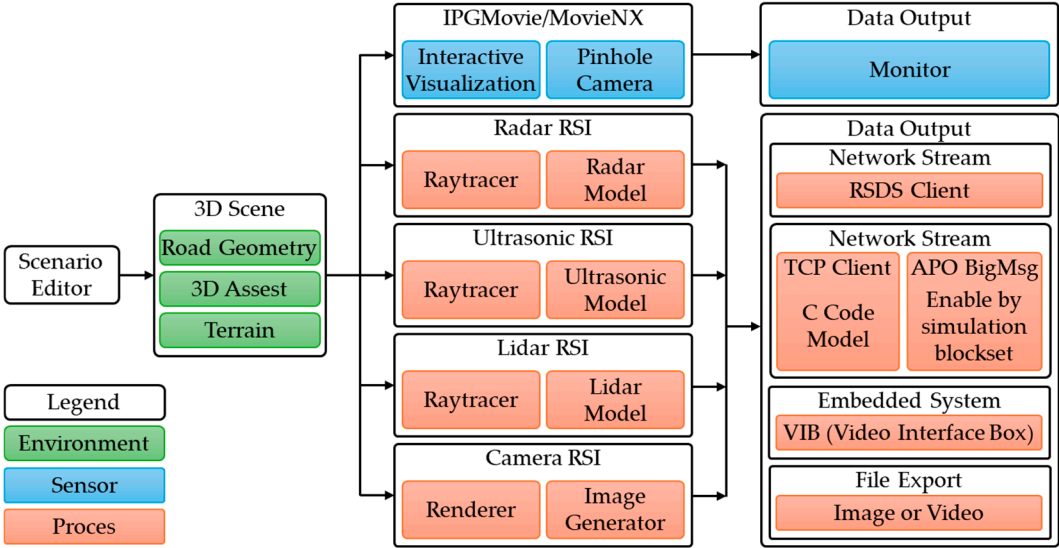 Scenario
Editor
3D Scene
Road Geometry
3D Assest
Terrain
Legend
Environment
Sensor
Proces
IPGMovie/MovieNX
Interactive
Visualization
Pinhole
Camera
Radar RSI
Raytracer
Radar
Model
Ultrasonic RSI
Raytracer
Ultrasonic
Model
Lidar RSI
Raytracer
Lidar
Model
Camera RSI
Renderer
Image
Generator
Data Output
Monitor
Data Output
Network Stream
RSDS Client
Network Stream
TCP Client
C Code
Model
APO BigMsg
Enable by
simulation
blockset
Embedded System
VIB (Video Interface Box)
File Export
Image or Video